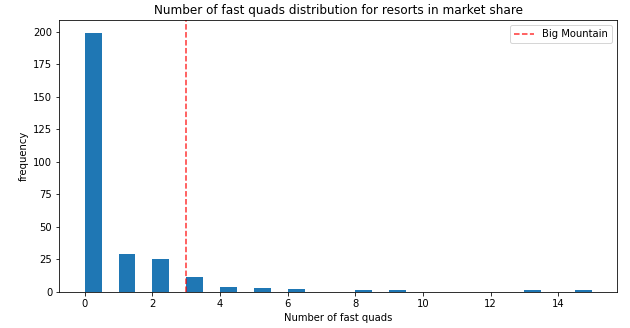 Number of fast quads distribution for resorts in market share
Big Mountain
frequency
200
175
150
125
100
75
50
25
0
0 2 4 6 8 10 12 14
Number of fast quads